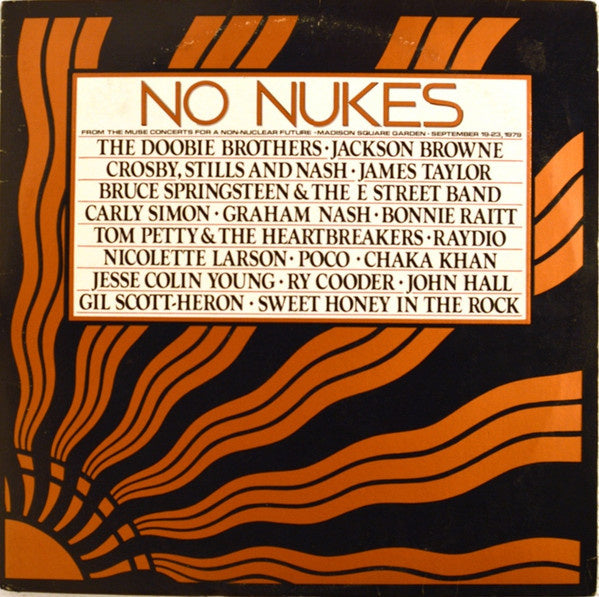 NO NUKES
FROM THE MUSE CONCERTS FOR A NON-NUCLEAR FUTURE - MADISON SQUARE GARDEN - SEPTEMBER 19-23, 1979
THE DOOBIE BROTHERS · JACKSON BROWNE
CROSBY, STILLS AND NASH · JAMES TAYLOR
BRUCE SPRINGSTEEN & THE E STREET BAND
CARLY SIMON · GRAHAM NASH · BONNIE RAITT
TOM PETTY & THE HEARTBREAKERS · RAYDIO
NICOLETTE LARSON · POCO · CHAKA KHAN
JESSE COLIN YOUNG · RY COODER · JOHN HALL
GIL SCOTT-HERON · SWEET HONEY IN THE ROCK